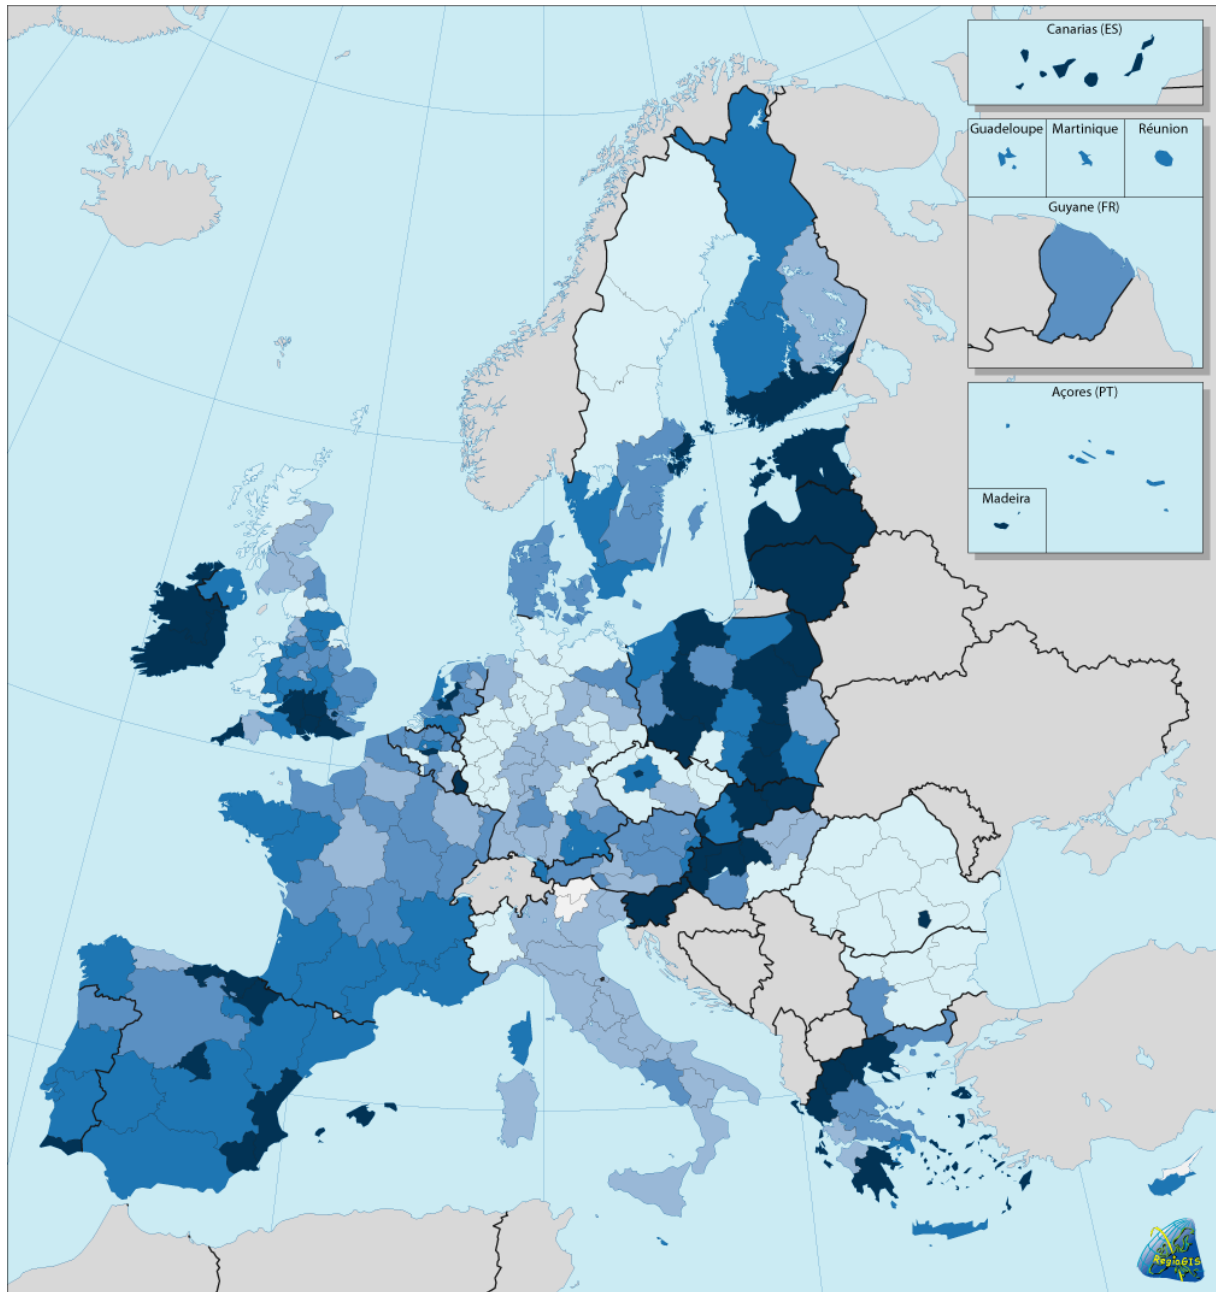 Canarias (ES)
Guadeloupe
Martinique
Réunion
Guyane (FR)
Açores (PT)
Madeira
RegioGIS